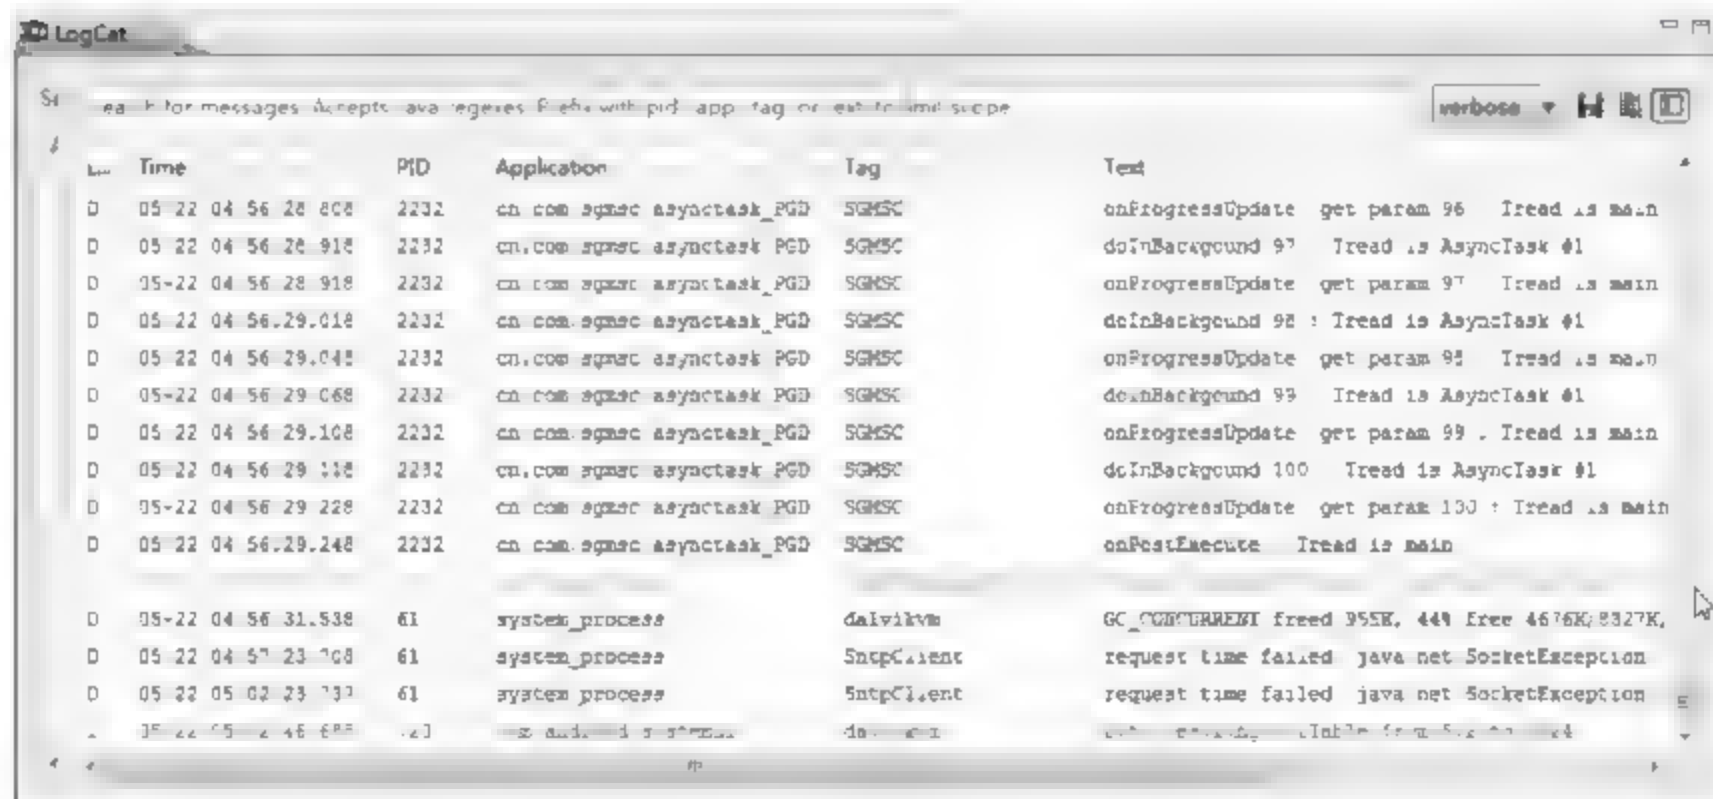 LogCat
for messages. Accepts with pid app tag or scope
verbose
L... Time PID Application Tag Text
D 05-22 04:56:28.808 2232 cn.com.sgmsc.asynctask_PGD SGMSC onProgressUpdate get param 96 Tread is main
D 05-22 04:56:28.918 2232 cn.com.sgmsc.asynctask_PGD SGMSC doInBackgound 97 Tread is AsyncTask #1
D 05-22 04:56:28.918 2232 cn.com.sgmsc.asynctask_PGD SGMSC onProgressUpdate get param 97 Tread is main
D 05-22 04:56:29.018 2232 cn.com.sgmsc.asynctask_PGD SGMSC doInBackgound 98 : Tread is AsyncTask #1
D 05-22 04:56:29.048 2232 cn.com.sgmsc.asynctask_PGD SGMSC onProgressUpdate get param 98 Tread is main
D 05-22 04:56:29.068 2232 cn.com.sgmsc.asynctask_PGD SGMSC doInBackgound 99 Tread is AsyncTask #1
D 05-22 04:56:29.108 2232 cn.com.sgmsc.asynctask_PGD SGMSC onProgressUpdate get param 99 : Tread is main
D 05-22 04:56:29.118 2232 cn.com.sgmsc.asynctask_PGD SGMSC doInBackgound 100 Tread is AsyncTask #1
D 05-22 04:56:29.228 2232 cn.com.sgmsc.asynctask_PGD SGMSC onProgressUpdate get param 100 : Tread is main
D 05-22 04:56:29.248 2232 cn.com.sgmsc.asynctask_PGD SGMSC onPostExecute Tread is main
D 05-22 04:56:31.538 61 system_process dalvikvm GC_CONCURRENT freed 955K, 44% free 4676K/8327K,
D 05-22 04:57:23.708 61 system_process SntpClient request time failed java.net.SocketException
D 05-22 05:02:23 61 system_process SntpClient request time failed java.net.SocketException